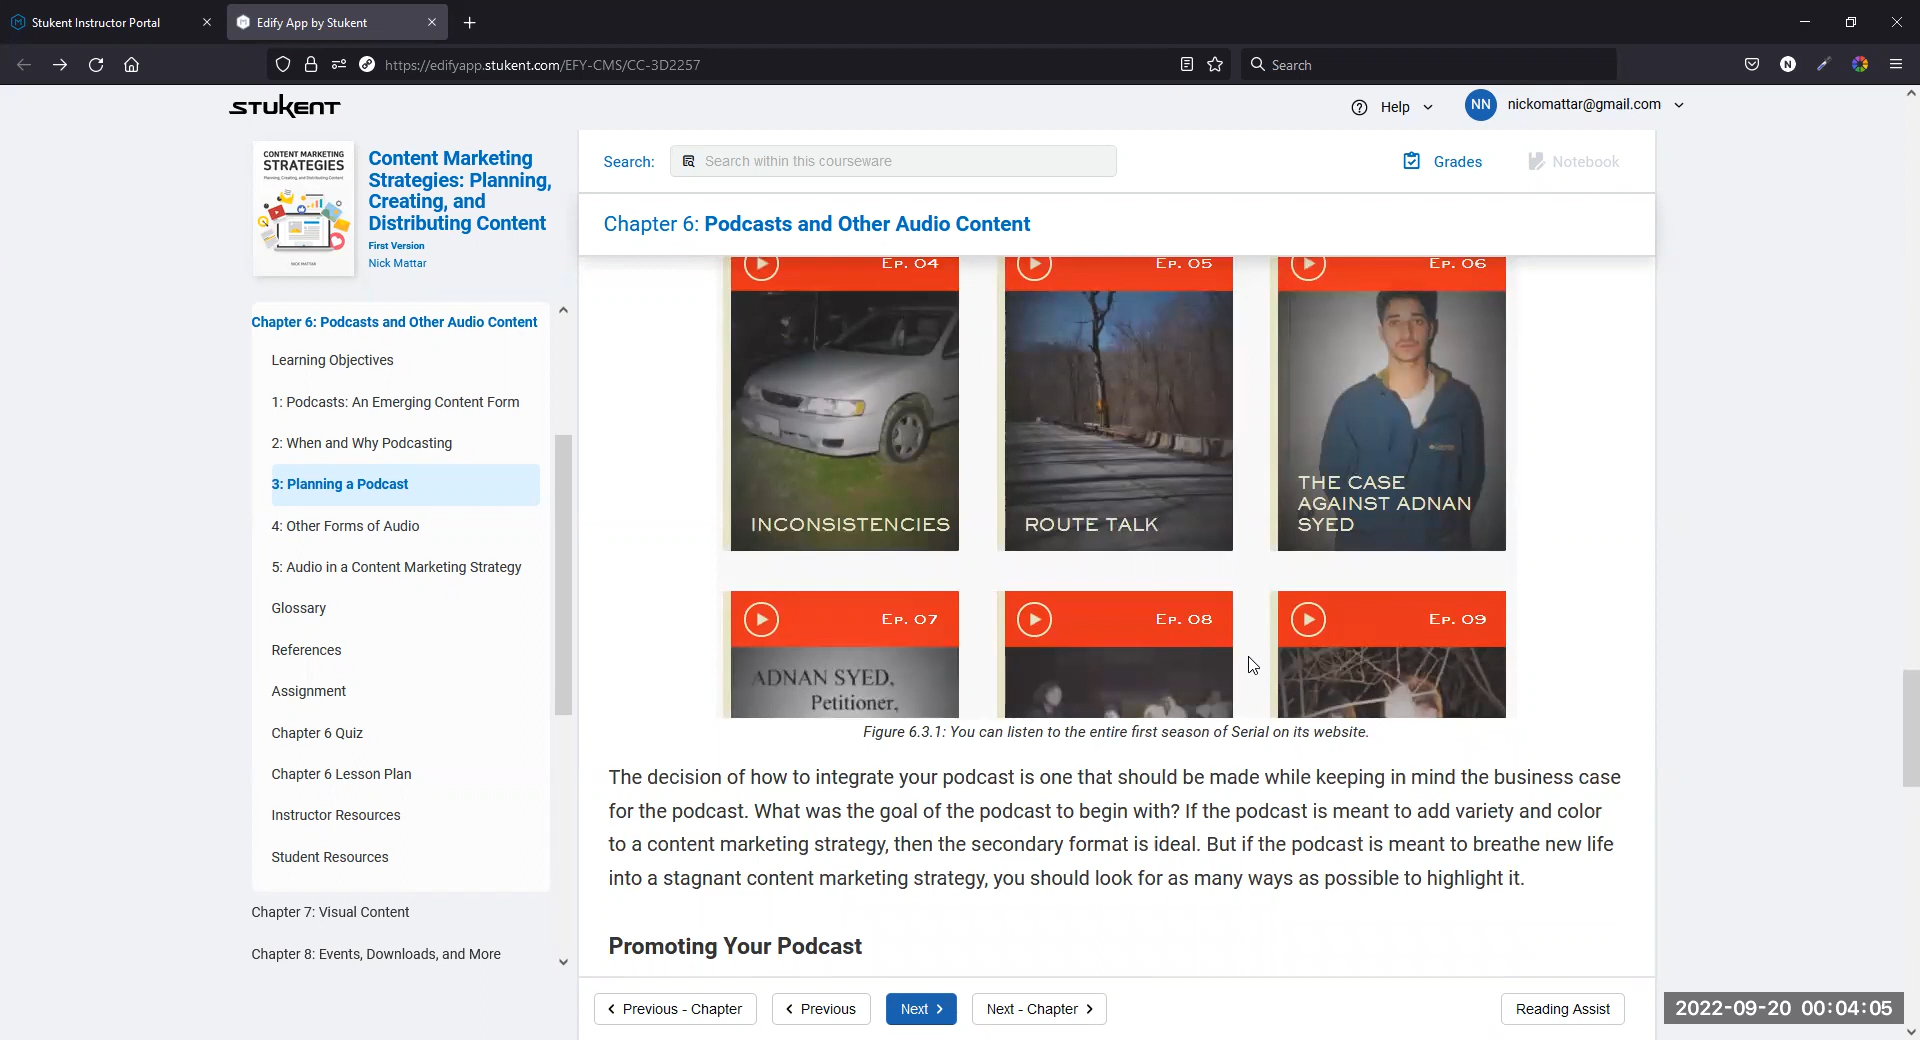 Stukent Instructor Portal
Edify App by Stukent
https://edifyapp.stukent.com/EFY-CMS/CC-3D2257
Search
N
STUKENT
Help
NN
nickomattar@gmail.com
CONTENT MARKETING
STRATEGIES
Planning, Creating, and Distributing Content
NICK MATTAR
Content Marketing
Strategies: Planning,
Creating, and
Distributing Content
First Version
Nick Mattar
Search:
Search within this courseware
Grades
Notebook
Chapter 6: Podcasts and Other Audio Content
Chapter 6: Podcasts and Other Audio Content
Learning Objectives
1: Podcasts: An Emerging Content Form
2: When and Why Podcasting
3: Planning a Podcast
4: Other Forms of Audio
5: Audio in a Content Marketing Strategy
Glossary
References
Assignment
Chapter 6 Quiz
Chapter 6 Lesson Plan
Instructor Resources
Student Resources
Chapter 7: Visual Content
Chapter 8: Events, Downloads, and More
EP. 04
EP. 05
EP. 06
INCONSISTENCIES
ROUTE TALK
THE CASE
AGAINST ADNAN
SYED
EP. 07
EP. 08
EP. 09
ADNAN SYED,
Petitioner,
Figure 6.3.1: You can listen to the entire first season of Serial on its website.
The decision of how to integrate your podcast is one that should be made while keeping in mind the business case
for the podcast. What was the goal of the podcast to begin with? If the podcast is meant to add variety and color
to a content marketing strategy, then the secondary format is ideal. But if the podcast is meant to breathe new life
into a stagnant content marketing strategy, you should look for as many ways as possible to highlight it.
Promoting Your Podcast
Previous - Chapter
Previous
Next
Next - Chapter
Reading Assist
2022-09-20 00:04:05